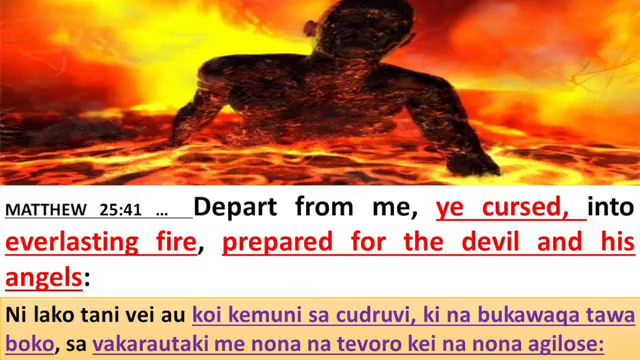 MATTHEW 25:41 … Depart from me, ye cursed, into
everlasting fire, prepared for the devil and his
angels:
Ni lako tani vei au koi kemuni sa cudruvi, ki na bukawaqa tawa
boko, sa vakarautaki me nona na tevoro kei na nona agilose: